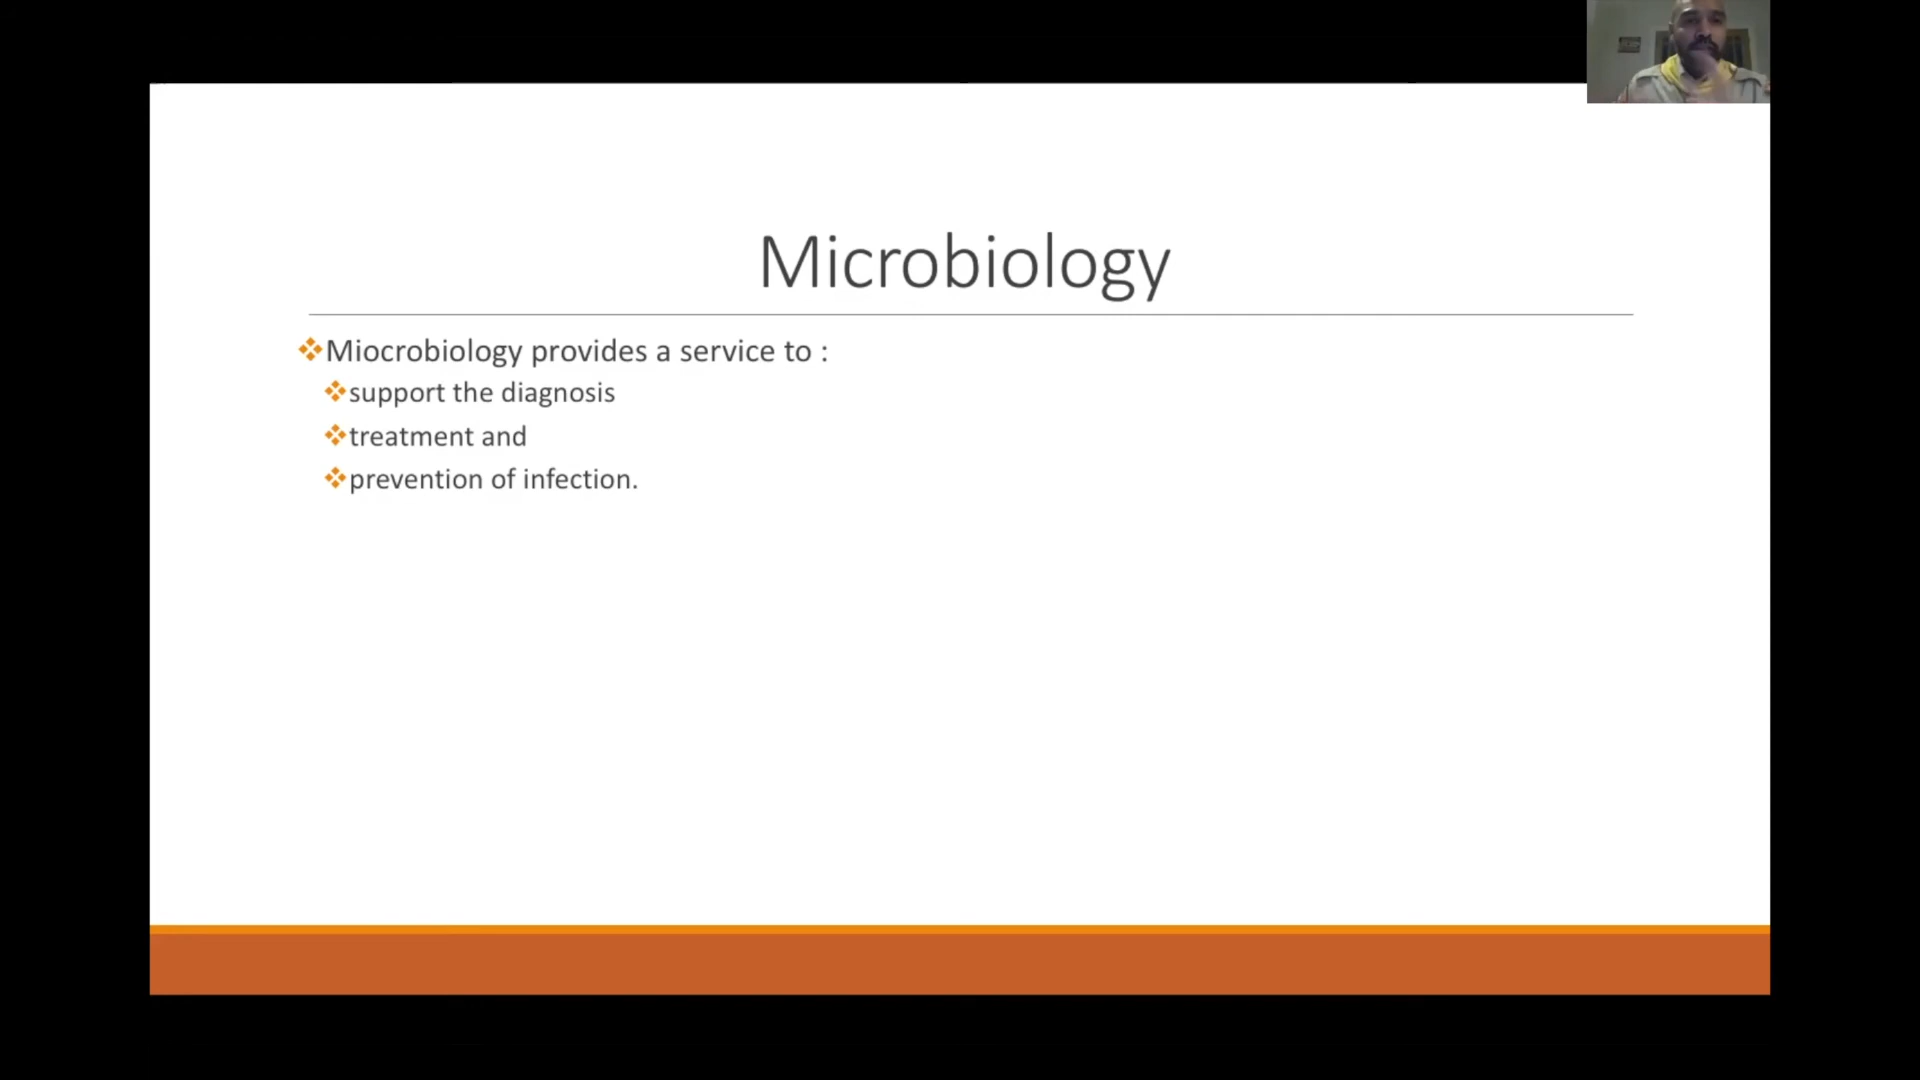 Microbiology
Miocrobiology provides a service to :
support the diagnosis
treatment and
prevention of infection.